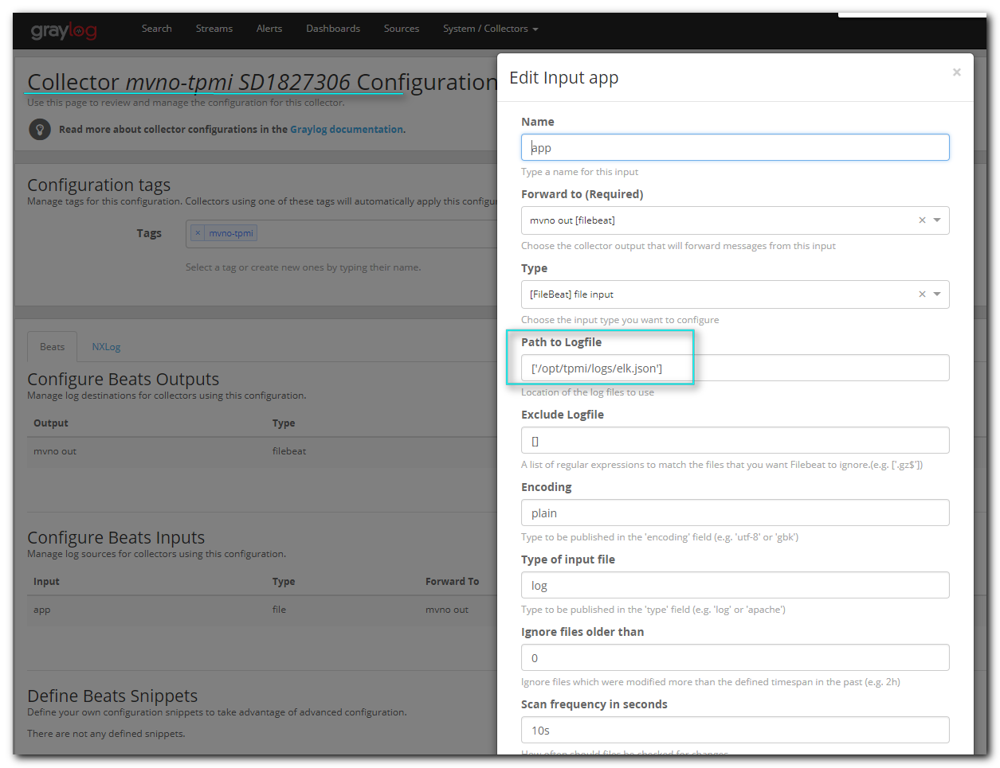 graylog
Search Streams Alerts Dashboards Sources System / Collectors
Collector mvno-tpmi SD1827306 Configuration
Use this page to review and manage the configuration for this collector.
Read more about collector configurations in the Graylog documentation.
Configuration tags
Manage tags for this configuration. Collectors using one of these tags will automatically apply this configu
Tags
× mvno-tpmi
Select a tag or create new ones by typing their name.
Beats NXLog
Configure Beats Outputs
Manage log destinations for collectors using this configuration.
Output Type
mvno out filebeat
Configure Beats Inputs
Manage log sources for collectors using this configuration.
Input Type Forward To
app file mvno out
Define Beats Snippets
Define your own configuration snippets to take advantage of advanced configuration.
There are not any defined snippets.
Edit Input app ×
Name
app
Type a name for this input
Forward to (Required)
mvno out [filebeat] ×
Choose the collector output that will forward messages from this input
Type
[FileBeat] file input ×
Choose the input type you want to configure
Path to Logfile
['/opt/tpmi/logs/elk.json']
Location of the log files to use
Exclude Logfile
[]
A list of regular expressions to match the files that you want Filebeat to ignore.(e.g. ['.gz$'])
Encoding
plain
Type to be published in the 'encoding' field (e.g. 'utf-8' or 'gbk')
Type of input file
log
Type to be published in the 'type' field (e.g. 'log' or 'apache')
Ignore files older than
0
Ignore files which were modified more than the defined timespan in the past (e.g. 2h)
Scan frequency in seconds
10s
How often should files be checked for changes